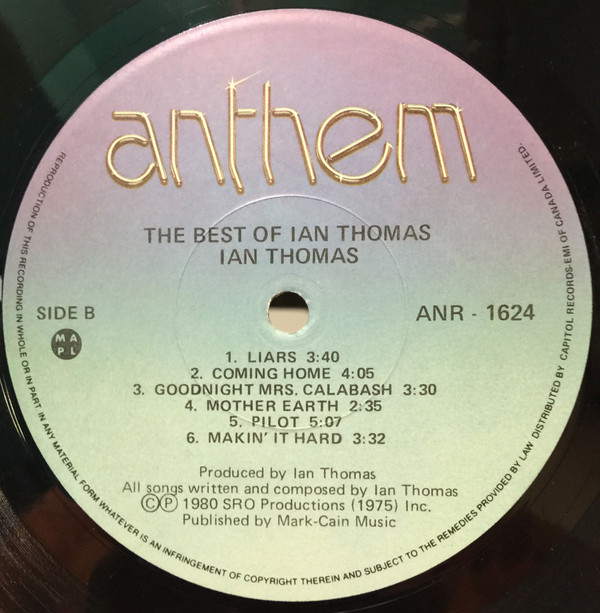 anthem
THE BEST OF IAN THOMAS
IAN THOMAS
SIDE B
M A
P L
ANR - 1624
1. LIARS 3:40
2. COMING HOME 4:05
3. GOODNIGHT MRS. CALABASH 3:30
4. MOTHER EARTH 2:35
5. PILOT 5:07
6. MAKIN' IT HARD 3:32
Produced by Ian Thomas
All songs written and composed by Ian Thomas
©℗ 1980 SRO Productions (1975) Inc.
Published by Mark-Cain Music
REPRODUCTION OF THIS RECORDING IN WHOLE OR IN PART IN ANY MATERIAL FORM WHATEVER IS AN INFRINGEMENT OF COPYRIGHT THEREIN AND SUBJECT TO THE REMEDIES PROVIDED BY LAW DISTRIBUTED BY CAPITOL RECORDS-EMI OF CANADA LIMITED.